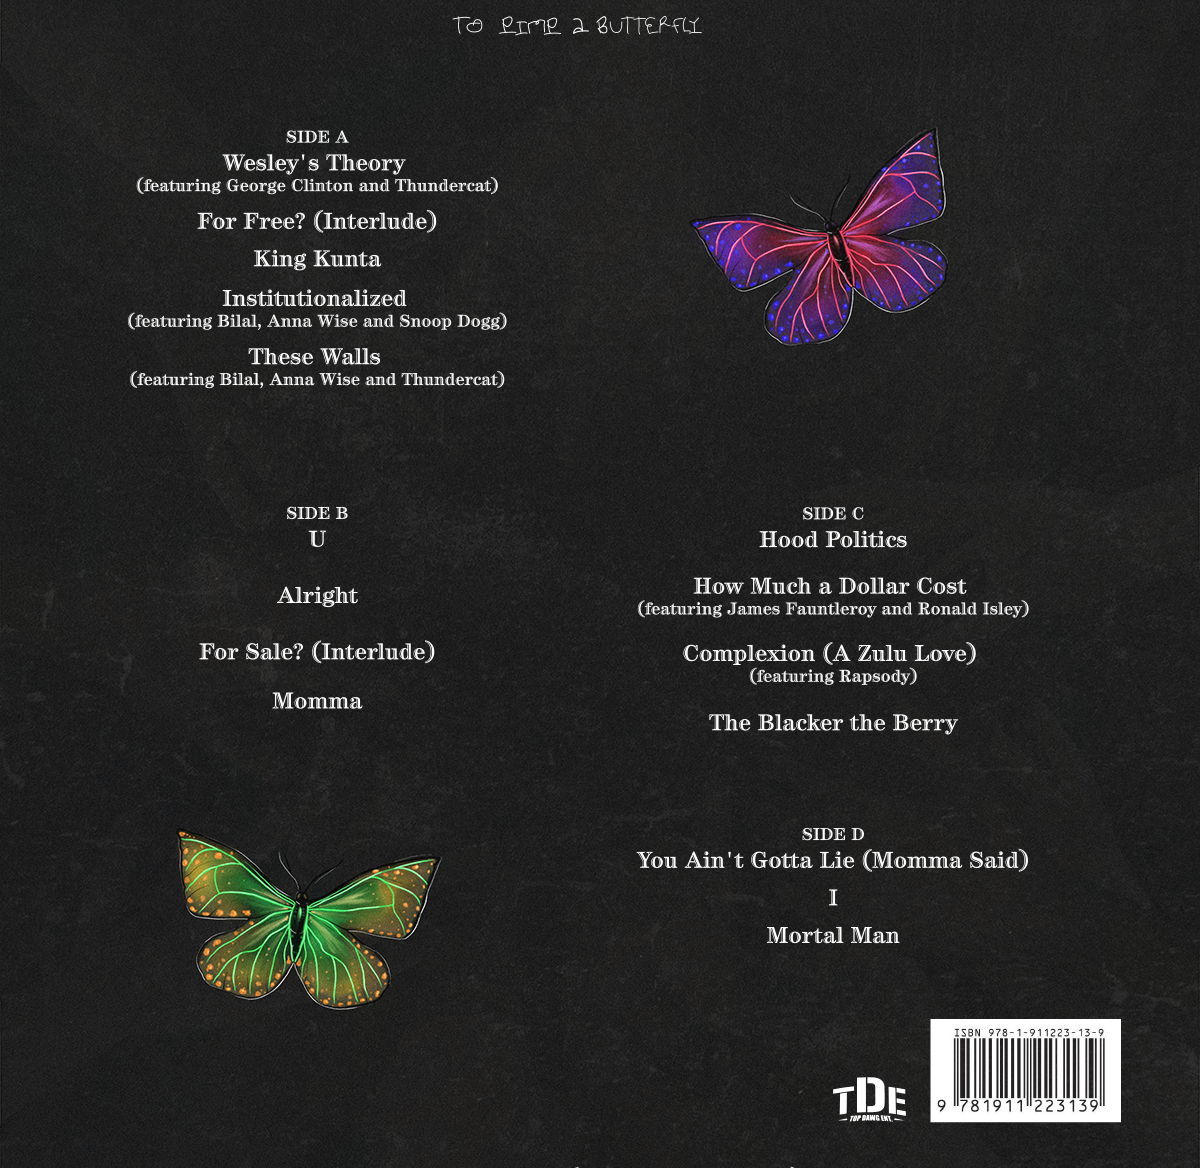 TO PIMP A BUTTERFLY
SIDE A
Wesley's Theory
(featuring George Clinton and Thundercat)
For Free? (Interlude)
King Kunta
Institutionalized
(featuring Bilal, Anna Wise and Snoop Dogg)
These Walls
(featuring Bilal, Anna Wise and Thundercat)
SIDE B
U
Alright
For Sale? (Interlude)
Momma
SIDE C
Hood Politics
How Much a Dollar Cost
(featuring James Fauntleroy and Ronald Isley)
Complexion (A Zulu Love)
(featuring Rapsody)
The Blacker the Berry
SIDE D
You Ain't Gotta Lie (Momma Said)
I
Mortal Man
TDE
TOP DAWG ENT.
ISBN 978-1-911223-13-9
9 781911 223139